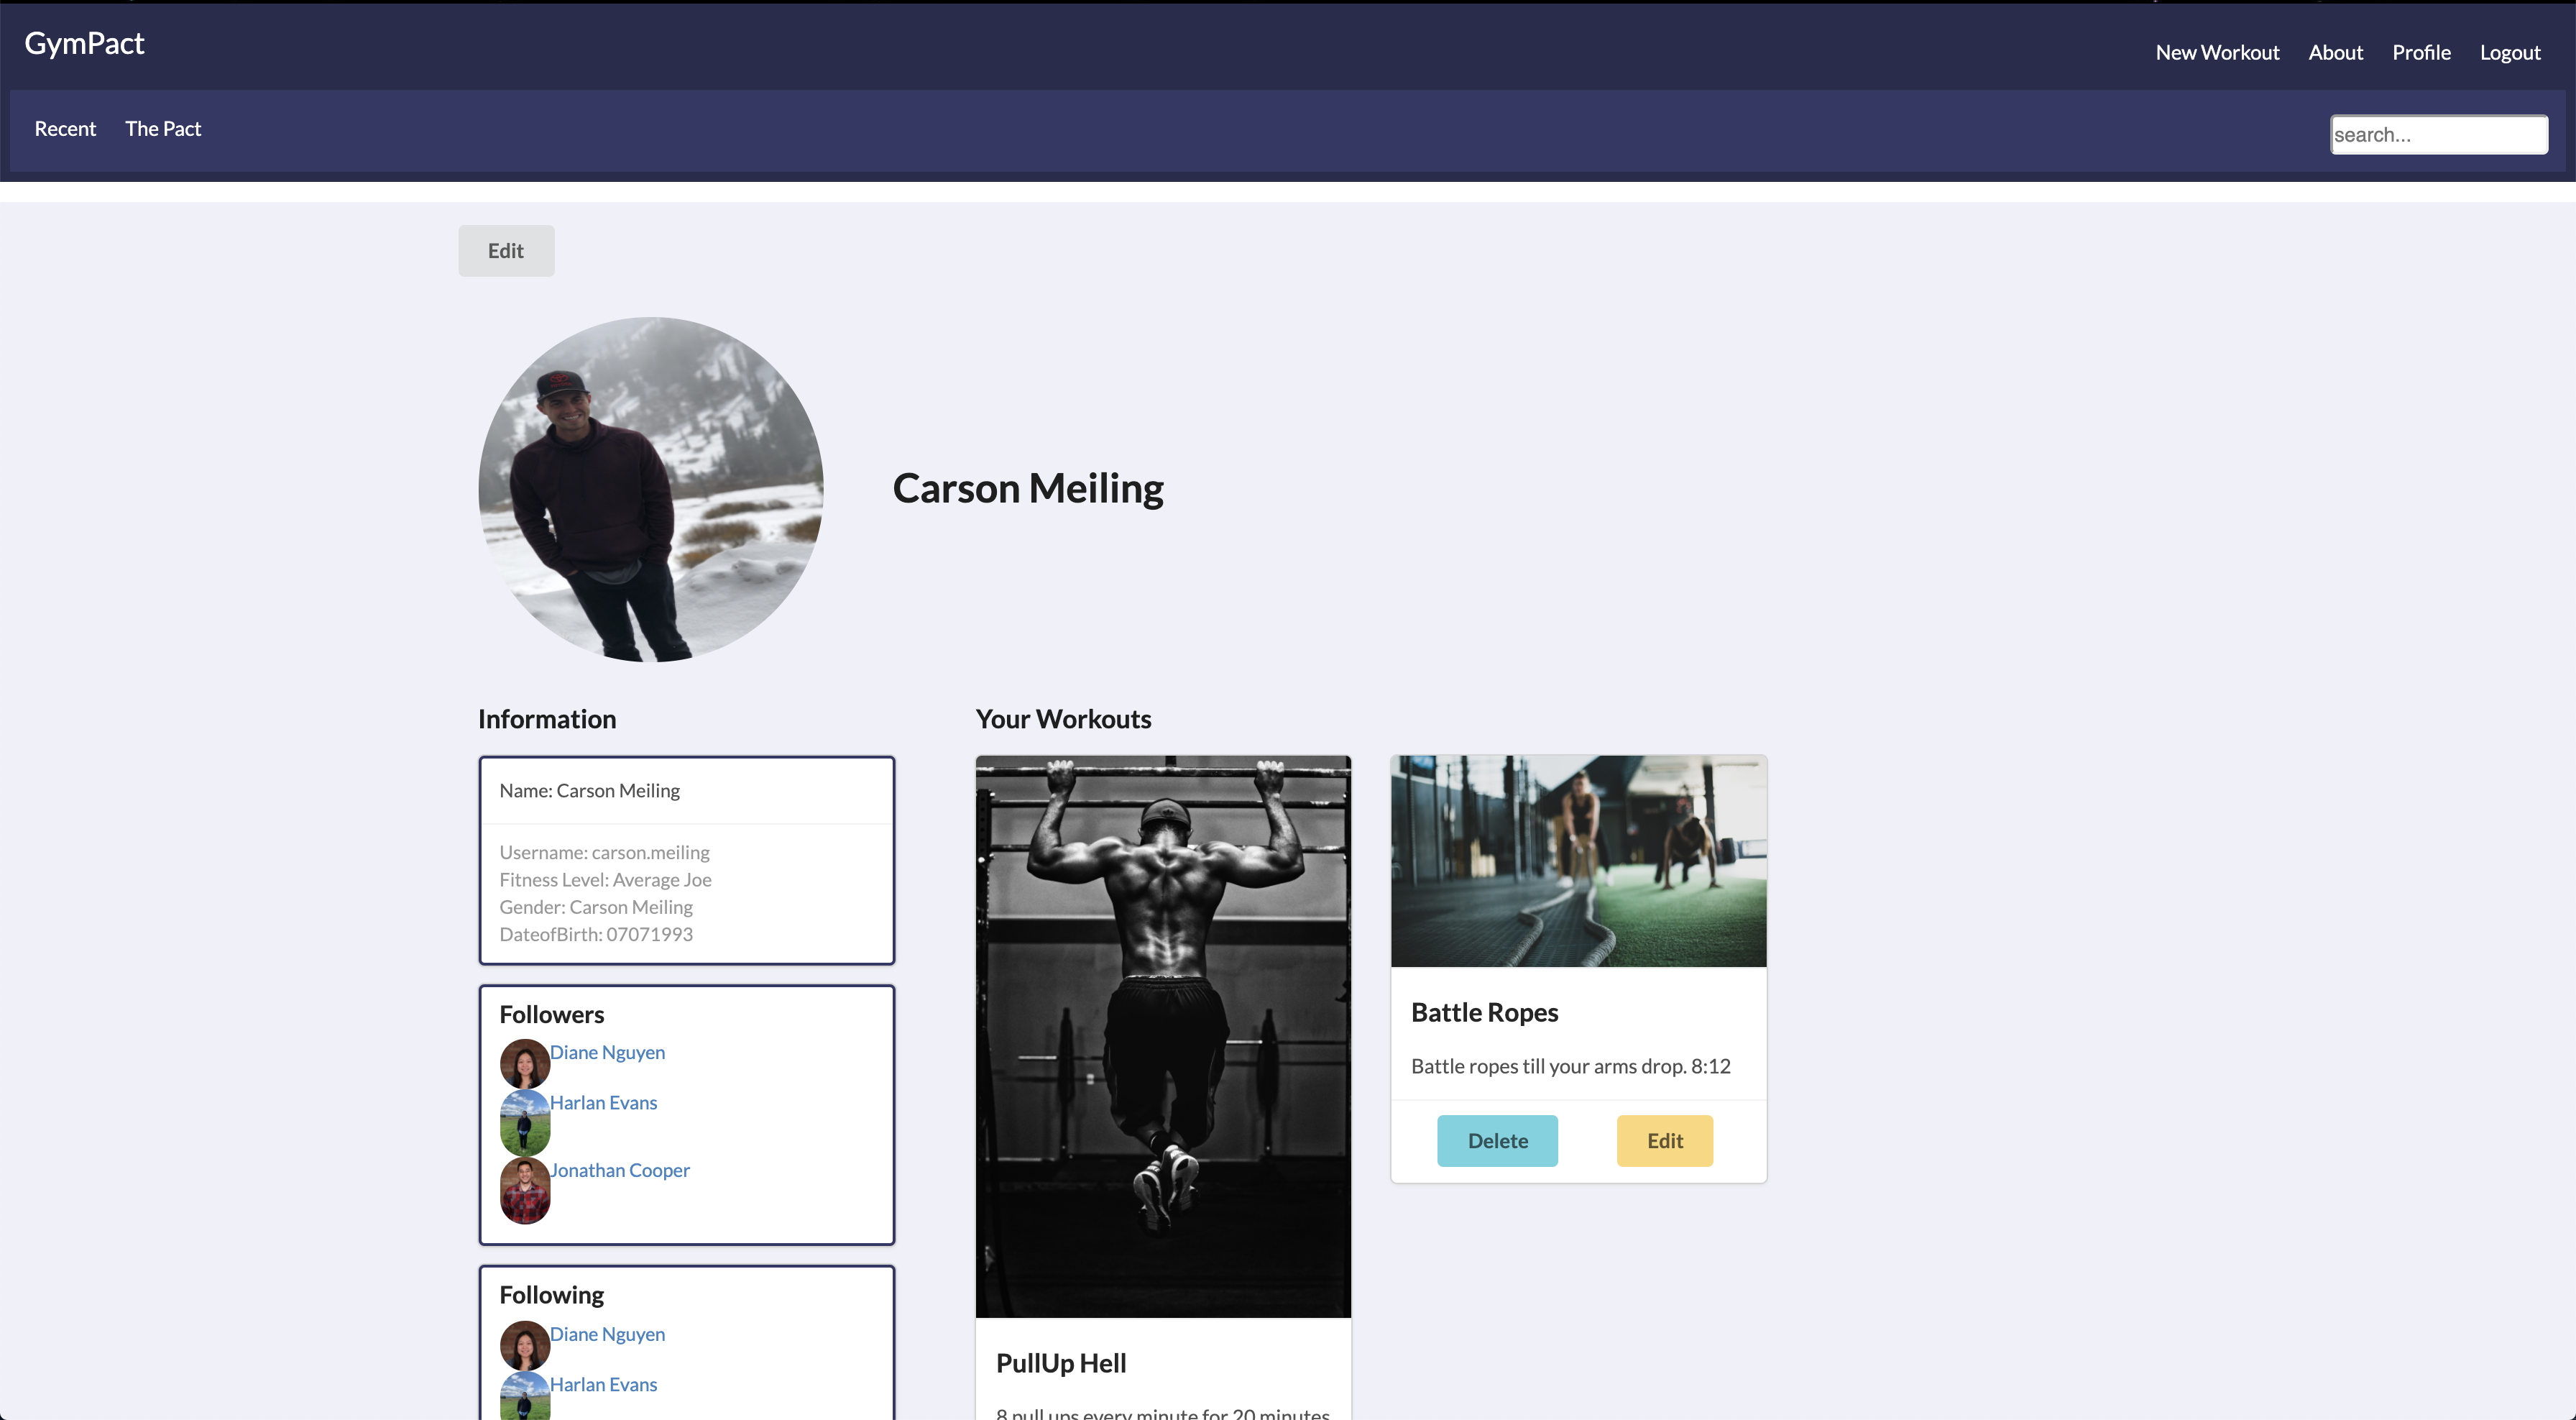 GymPact
New Workout About Profile Logout
Recent The Pact
search...
Edit
Carson Meiling
Information
Name: Carson Meiling
Username: carson.meiling
Fitness Level: Average Joe
Gender: Carson Meiling
DateofBirth: 07071993
Followers
Diane Nguyen
Harlan Evans
Jonathan Cooper
Following
Diane Nguyen
Harlan Evans
Your Workouts
PullUp Hell
8 pull ups every minute for 20 minutes
Battle Ropes
Battle ropes till your arms drop. 8:12
Delete Edit